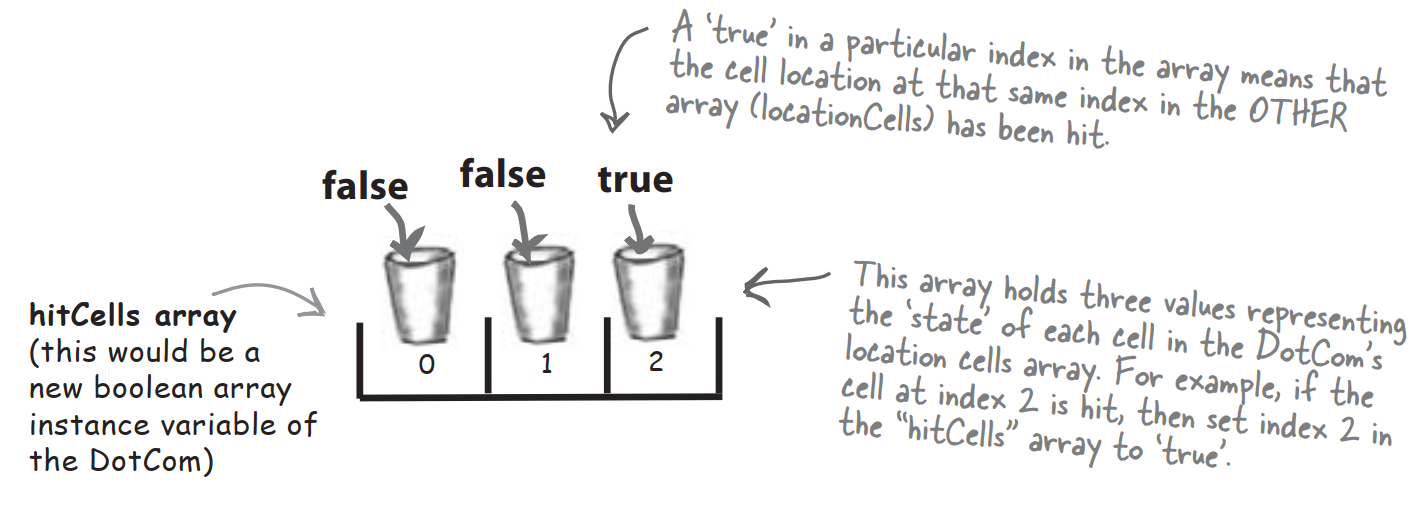 A 'true' in a particular index in the array means that
the cell location at that same index in the OTHER
array (locationCells) has been hit.
false
false
true
hitCells array
(this would be a
new boolean array
instance variable of
the DotCom)
0
1
2
This array holds three values representing
the 'state' of each cell in the DotCom's
location cells array. For example, if the
cell at index 2 is hit, then set index 2 in
the "hitCells" array to 'true'.